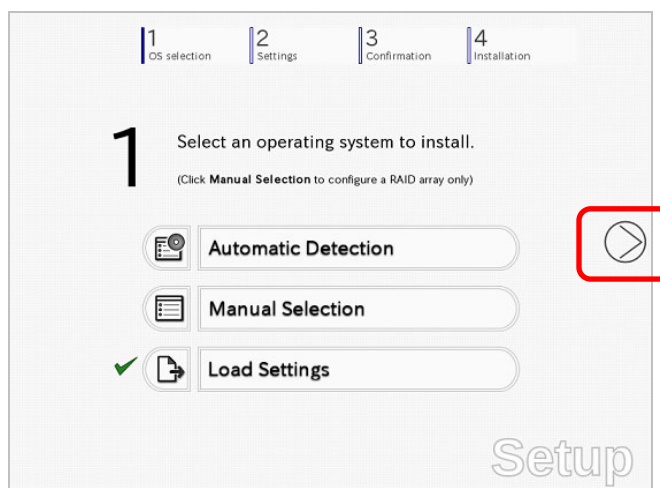 1 2 3 4
OS selection Settings Confirmation Installation
1 Select an operating system to install.
(Click Manual Selection to configure a RAID array only)
Automatic Detection
Manual Selection
Load Settings
Setup